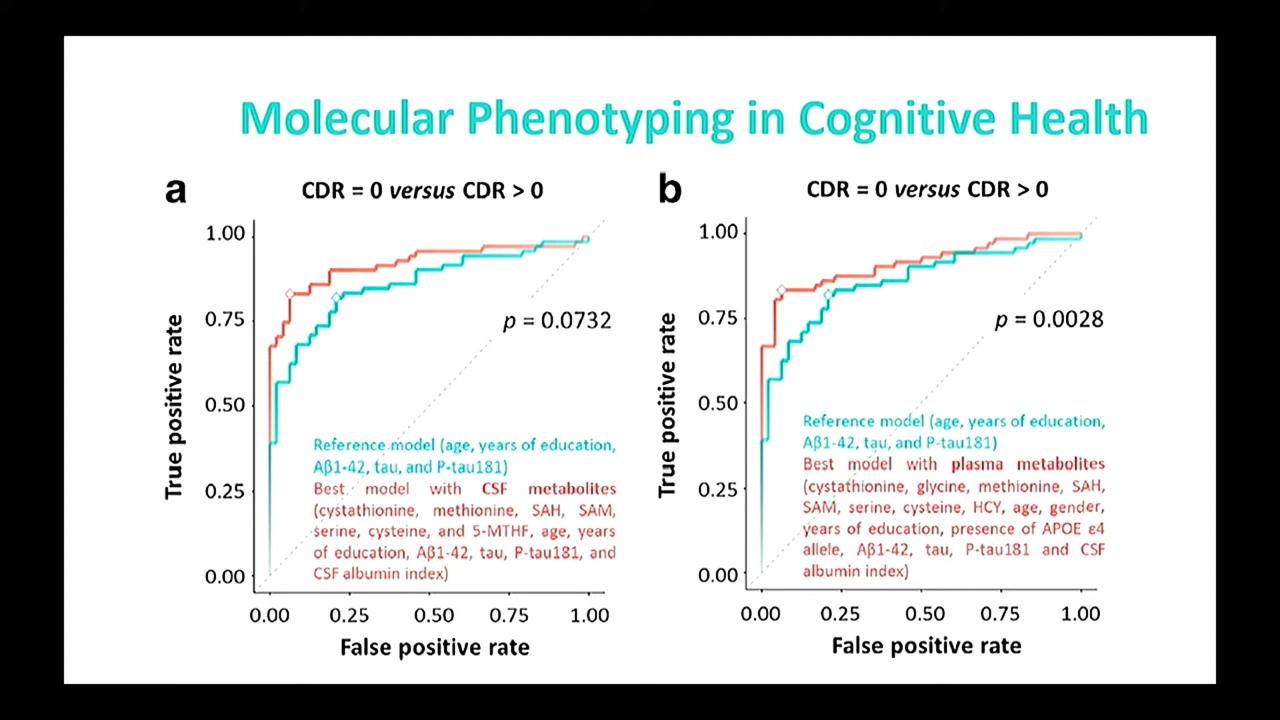 Molecular Phenotyping in Cognitive Health
a
CDR = 0 versus CDR > 0
True positive rate
1.00
0.75
0.50
0.25
0.00
p = 0.0732
Reference model (age, years of education,
Aβ1-42, tau, and P-tau181)
Best model with CSF metabolites
(cystathionine, methionine, SAH, SAM,
serine, cysteine, and 5-MTHF, age, years
of education, Aβ1-42, tau, P-tau181, and
CSF albumin index)
0.00 0.25 0.50 0.75 1.00
False positive rate
b
CDR = 0 versus CDR > 0
True positive rate
1.00
0.75
0.50
0.25
0.00
p = 0.0028
Reference model (age, years of education,
Aβ1-42, tau, and P-tau181)
Best model with plasma metabolites
(cystathionine, glycine, methionine, SAH,
SAM, serine, cysteine, HCY, age, gender,
years of education, presence of APOE ε4
allele, Aβ1-42, tau, P-tau181 and CSF
albumin index)
0.00 0.25 0.50 0.75 1.00
False positive rate